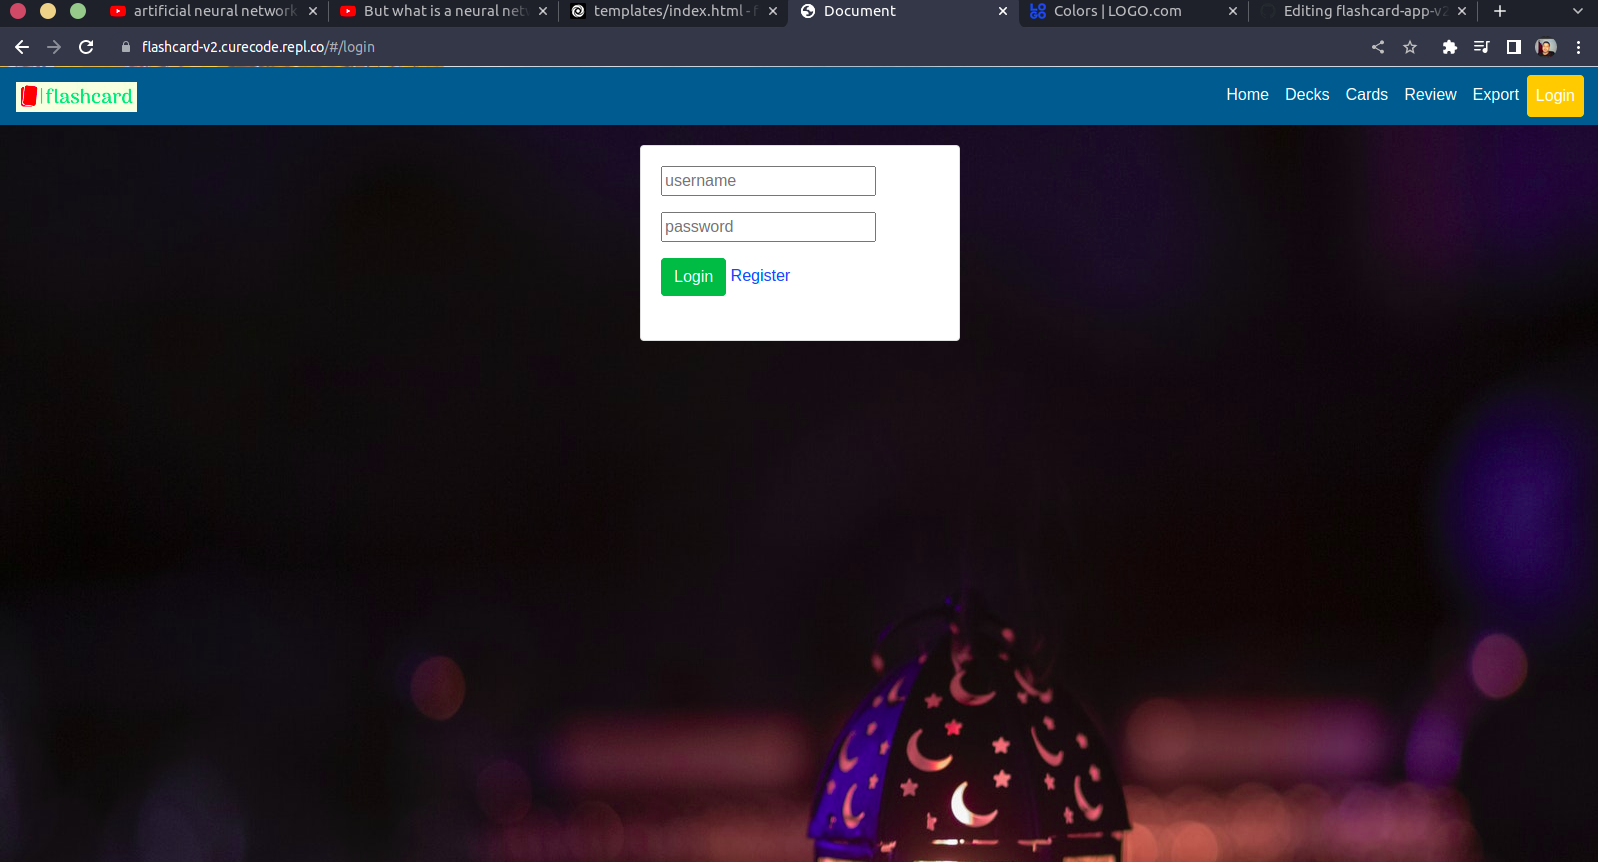 artificial neural network
But what is a neural netw
templates/index.html - f
Document
Colors | LOGO.com
Editing flashcard-app-v2
flashcard-v2.curecode.repl.co/#/login
flashcard
Home Decks Cards Review Export Login
username
password
Login Register